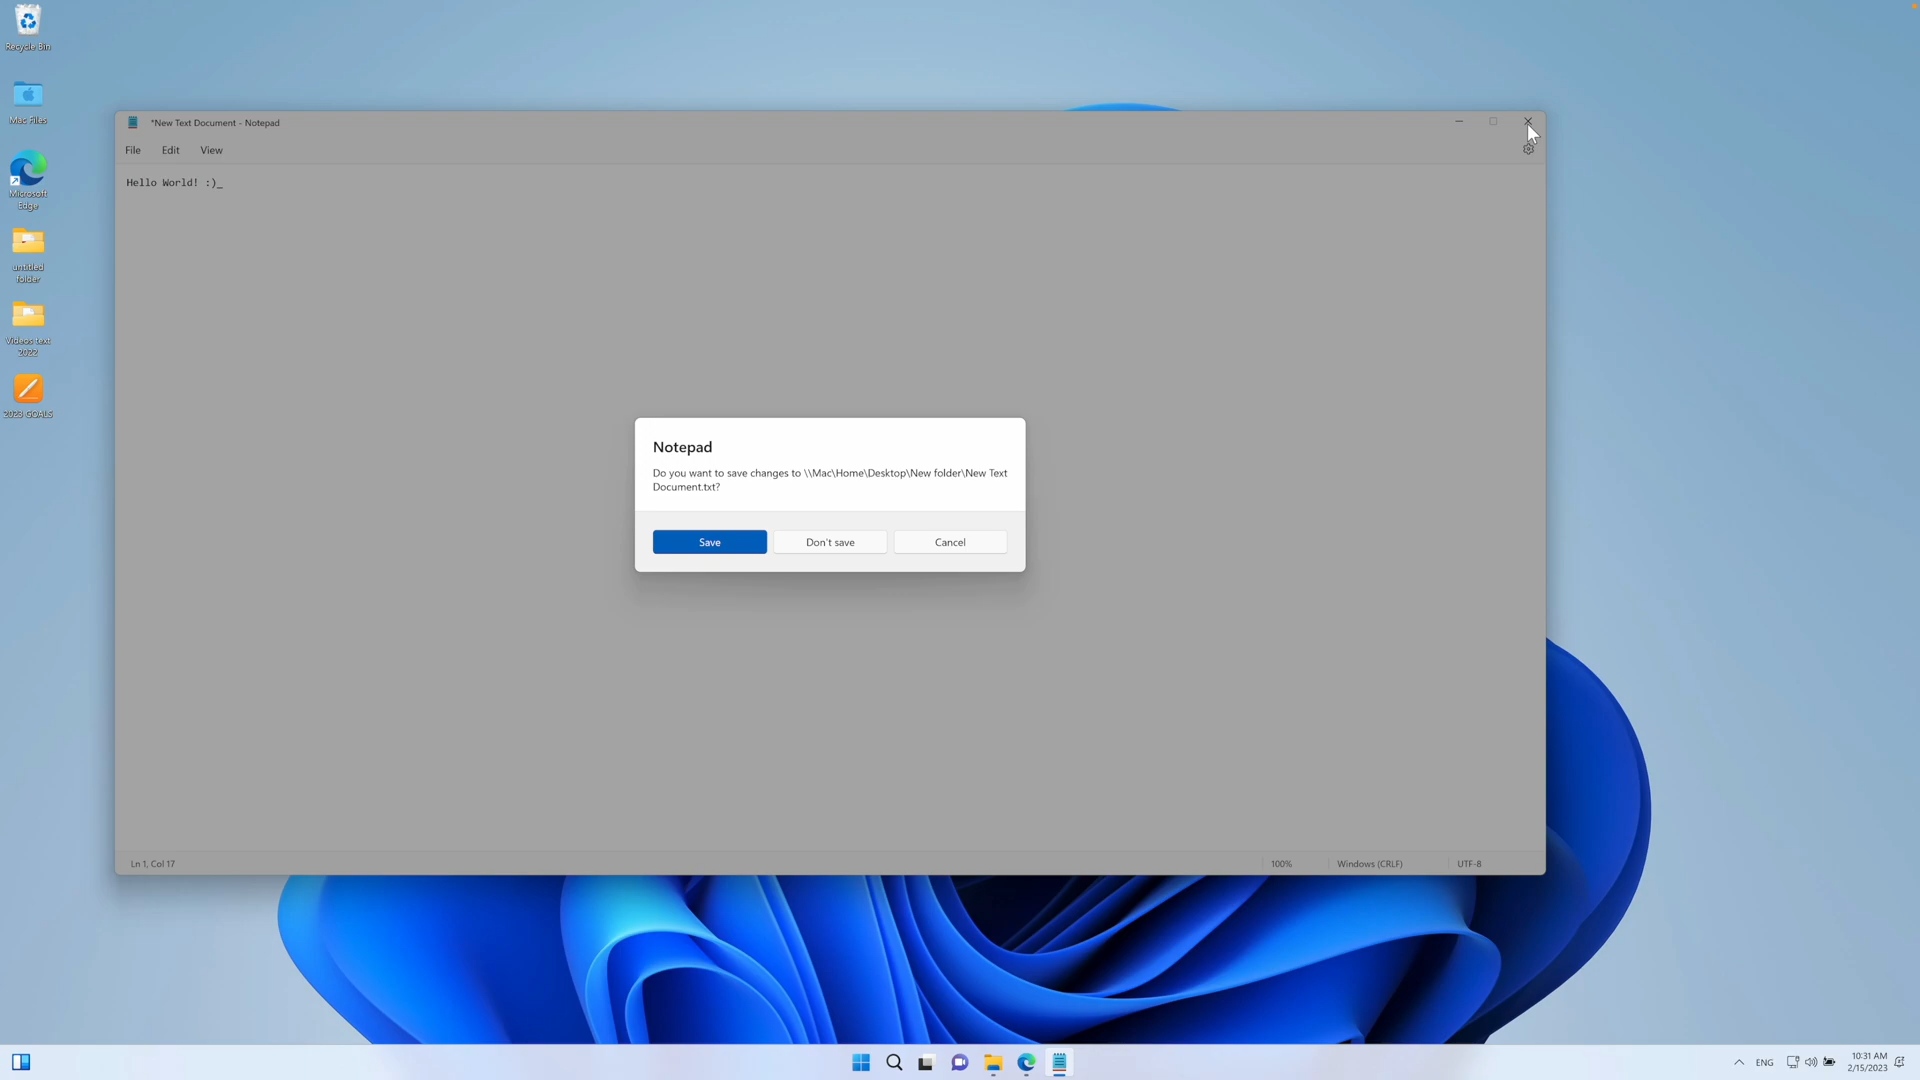 Recycle Bin
Mac Files
Microsoft
Edge
untitled
folder
Videos text
2022
2023 GOALS
*New Text Document - Notepad
File Edit View
Hello World! :)_
Notepad
Do you want to save changes to \\Mac\Home\Desktop\New folder\New Text
Document.txt?
Save Don't save Cancel
Ln 1, Col 17 100% Windows (CRLF) UTF-8
ENG
10:31 AM
2/15/2023